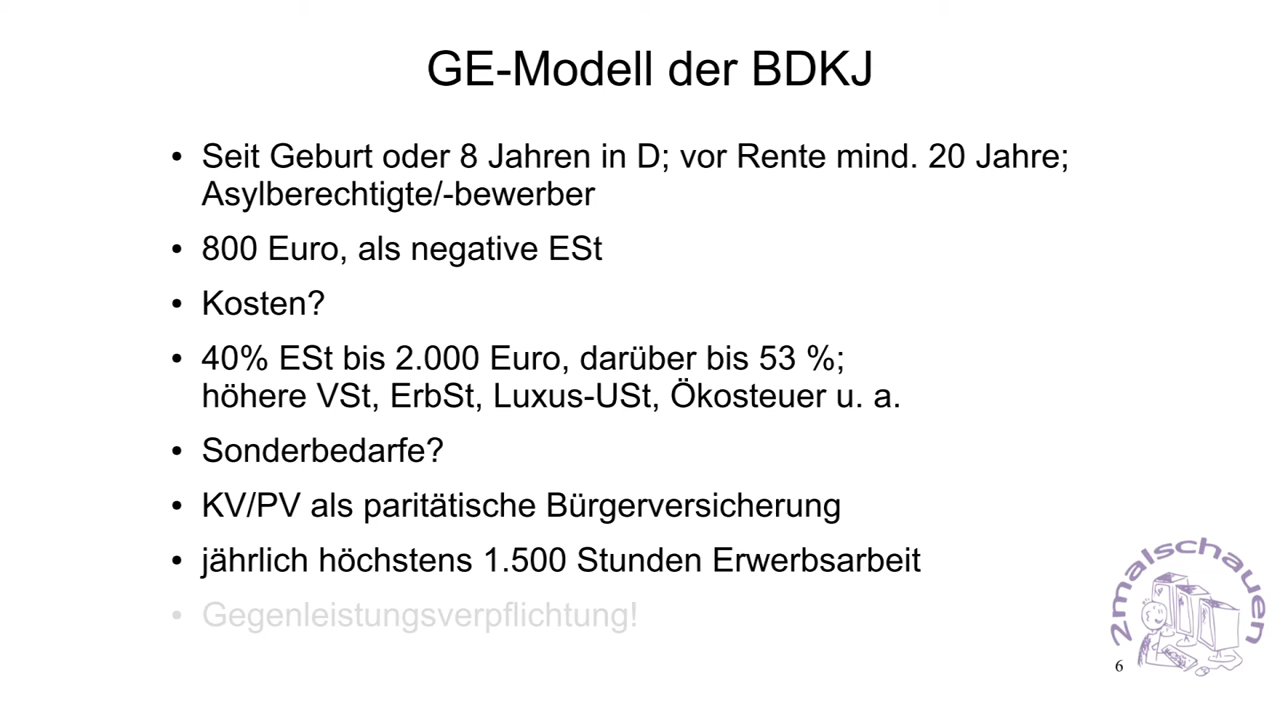 GE-Modell der BDKJ
• Seit Geburt oder 8 Jahren in D; vor Rente mind. 20 Jahre;
Asylberechtigte/-bewerber
• 800 Euro, als negative ESt
• Kosten?
• 40% ESt bis 2.000 Euro, darüber bis 53 %;
höhere VSt, ErbSt, Luxus-USt, Ökosteuer u. a.
• Sonderbedarfe?
• KV/PV als paritätische Bürgerversicherung
• jährlich höchstens 1.500 Stunden Erwerbsarbeit
• Gegenleistungsverpflichtung!
2malschauen
6